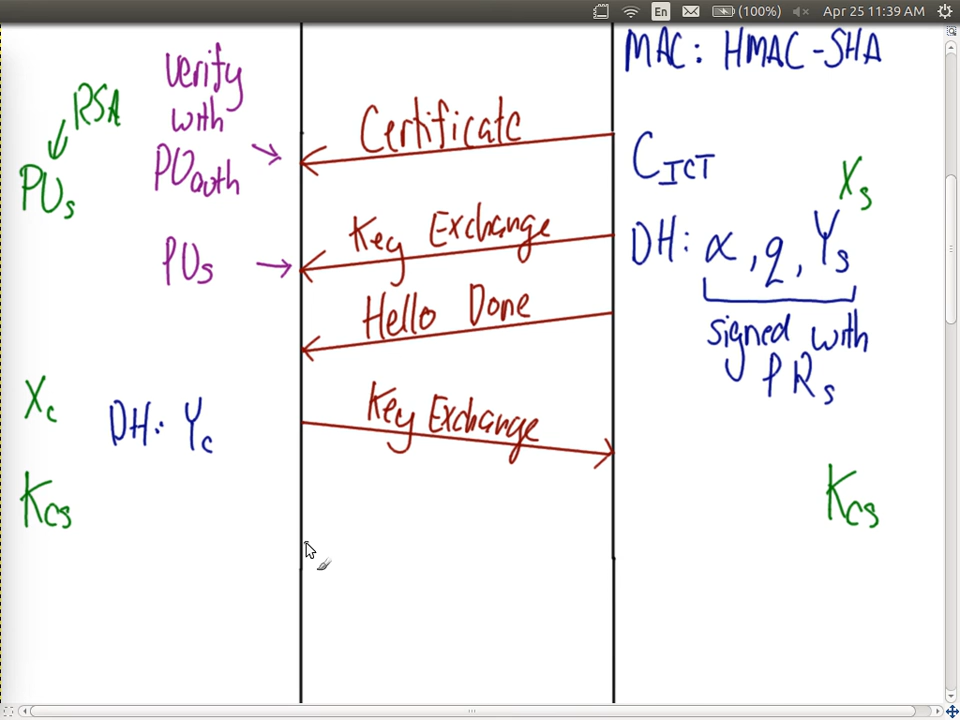 En (100%) Apr 25 11:39 AM
MAC: HMAC-SHA
RSA
PUs
verify
with
PUauth
Certificate
CICT
Xs
PUs
Key Exchange
DH: α, q, Ys
signed with
PRs
Hello Done
Xc
DH: Yc
Key Exchange
Kcs
Kcs